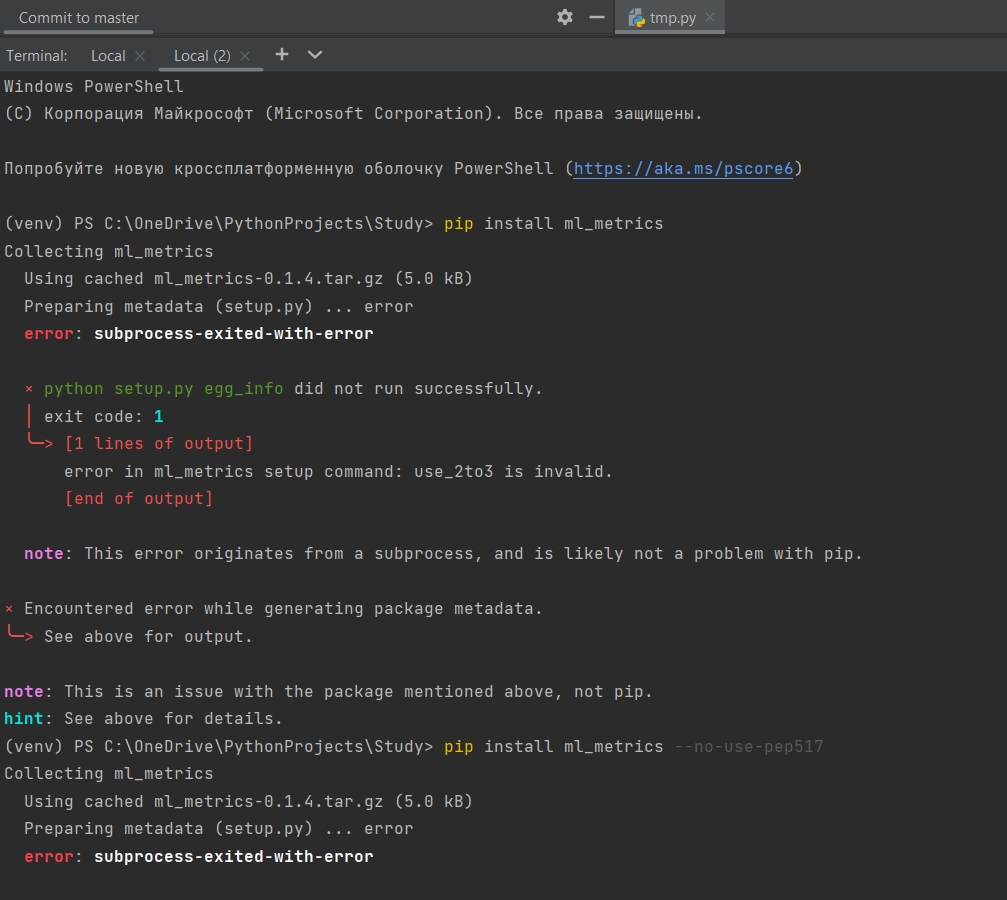 Commit to master
tmp.py
Terminal: Local Local (2)
Windows PowerShell
(C) Корпорация Майкрософт (Microsoft Corporation). Все права защищены.
Попробуйте новую кроссплатформенную оболочку PowerShell (https://aka.ms/pscore6)
(venv) PS C:\OneDrive\PythonProjects\Study> pip install ml_metrics
Collecting ml_metrics
Using cached ml_metrics-0.1.4.tar.gz (5.0 kB)
Preparing metadata (setup.py) ... error
error: subprocess-exited-with-error
× python setup.py egg_info did not run successfully.
│ exit code: 1
╰─> [1 lines of output]
error in ml_metrics setup command: use_2to3 is invalid.
[end of output]
note: This error originates from a subprocess, and is likely not a problem with pip.
× Encountered error while generating package metadata.
╰─> See above for output.
note: This is an issue with the package mentioned above, not pip.
hint: See above for details.
(venv) PS C:\OneDrive\PythonProjects\Study> pip install ml_metrics --no-use-pep517
Collecting ml_metrics
Using cached ml_metrics-0.1.4.tar.gz (5.0 kB)
Preparing metadata (setup.py) ... error
error: subprocess-exited-with-error